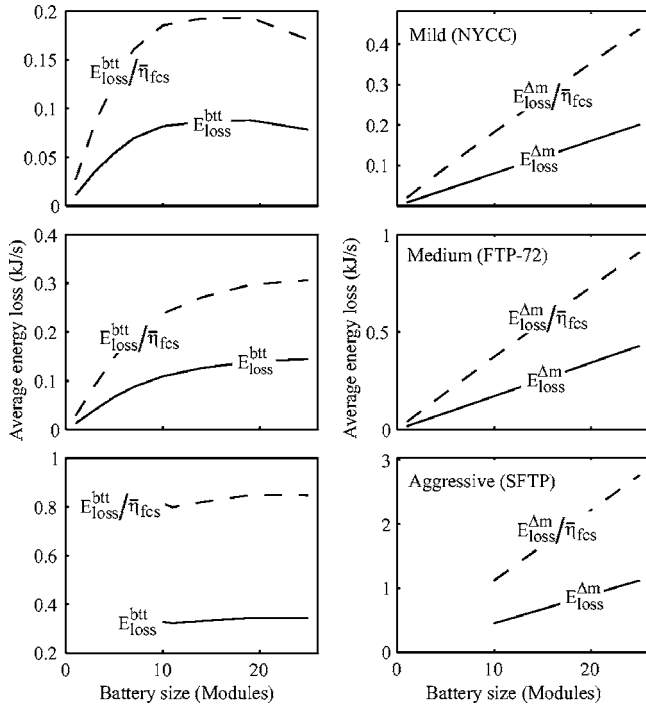 0.2
0.15
0.1
0.05
0
E_loss^btt/η̄_fcs
E_loss^btt
Mild (NYCC)
0.4
0.3
0.2
0.1
E_loss^Δm/η̄_fcs
E_loss^Δm
Average energy loss (kJ/s)
0.4
0.3
0.2
0.1
0
E_loss^btt/η̄_fcs
E_loss^btt
Average energy loss (kJ/s)
Medium (FTP-72)
1
0.5
0
E_loss^Δm/η̄_fcs
E_loss^Δm
1
0.8
0.6
0.4
0.2
E_loss^btt/η̄_fcs
E_loss^btt
0 10 20
Battery size (Modules)
Aggressive (SFTP)
3
2
1
0
E_loss^Δm/η̄_fcs
E_loss^Δm
0 10 20
Battery size (Modules)